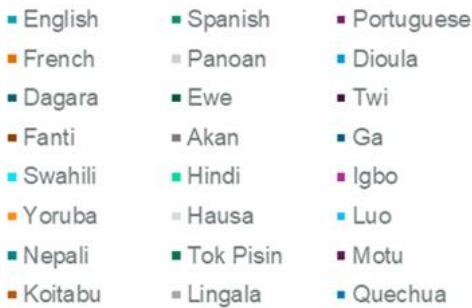 English Spanish Portuguese
French Panoan Dioula
Dagara Ewe Twi
Fanti Akan Ga
Swahili Hindi Igbo
Yoruba Hausa Luo
Nepali Tok Pisin Motu
Koitabu Lingala Quechua